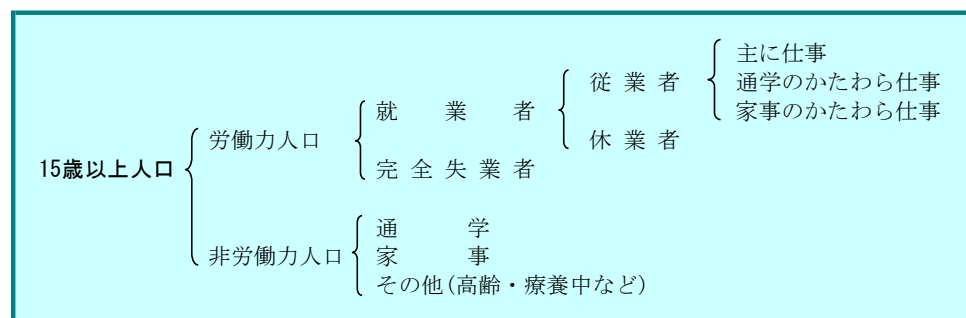 主に仕事
従業者
通学のかたわら仕事
就業者
家事のかたわら仕事
労働力人口
休業者
15歳以上人口
完全失業者
通学
非労働力人口
家事
その他(高齢・療養中など)